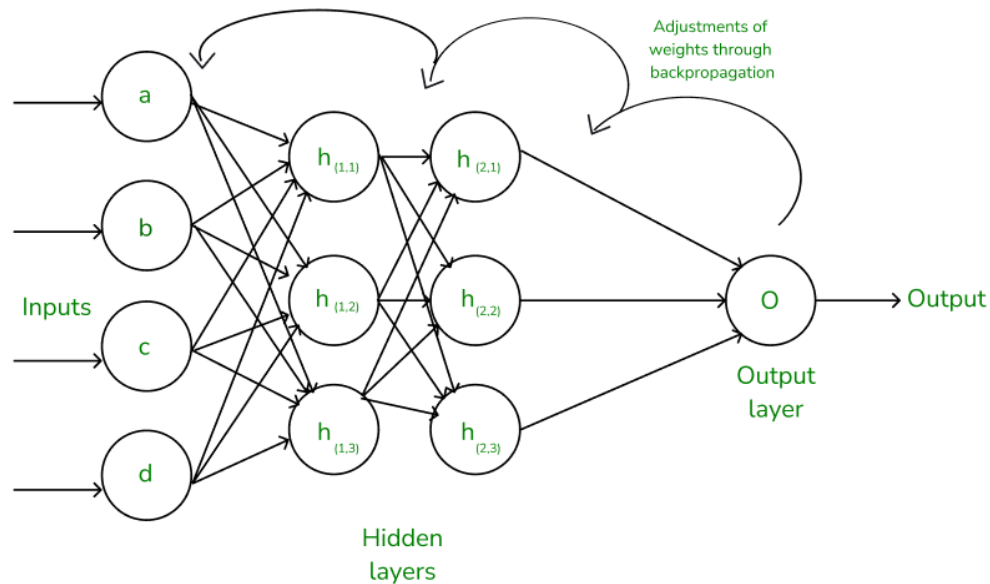 Adjustments of
weights through
backpropagation
a
h (1,1)
h (2,1)
b
Inputs
h (1,2)
h (2,2)
O
Output
c
Output
layer
h (1,3)
h (2,3)
d
Hidden
layers